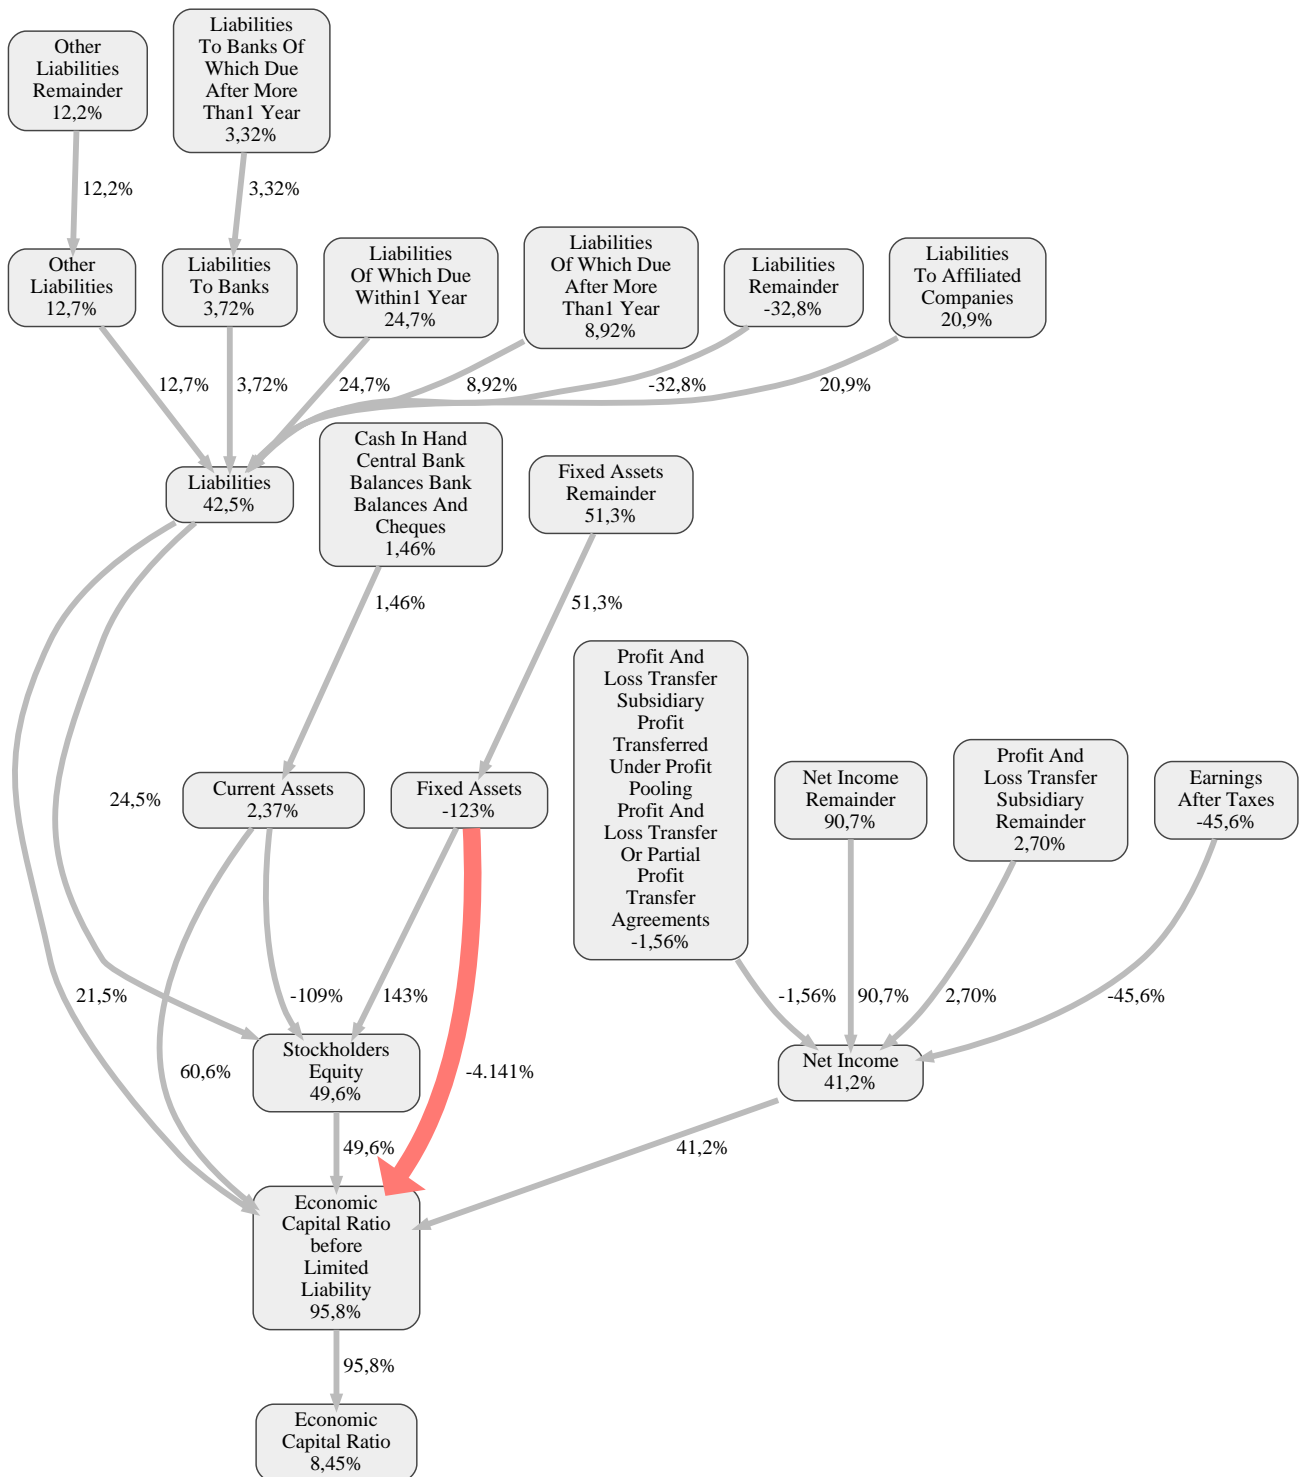 Other
Liabilities
Remainder
12,2%
Liabilities
To Banks Of
Which Due
After More
Than1 Year
3,32%
12,2%
3,32%
Other
Liabilities
12,7%
Liabilities
To Banks
3,72%
Liabilities
Of Which Due
Within1 Year
24,7%
Liabilities
Of Which Due
After More
Than1 Year
8,92%
Liabilities
Remainder
-32,8%
Liabilities
To Affiliated
Companies
20,9%
12,7%
3,72%
24,7%
8,92%
-32,8%
20,9%
Liabilities
42,5%
Cash In Hand
Central Bank
Balances Bank
Balances And
Cheques
1,46%
Fixed Assets
Remainder
51,3%
1,46%
51,3%
Profit And
Loss Transfer
Subsidiary
Profit
Transferred
Under Profit
Pooling
Profit And
Loss Transfer
Or Partial
Profit
Transfer
Agreements
-1,56%
24,5%
Current Assets
2,37%
Fixed Assets
-123%
Net Income
Remainder
90,7%
Profit And
Loss Transfer
Subsidiary
Remainder
2,70%
Earnings
After Taxes
-45,6%
21,5%
-109%
143%
-1,56%
90,7%
2,70%
-45,6%
60,6%
Stockholders
Equity
49,6%
-4.141%
Net Income
41,2%
49,6%
41,2%
Economic
Capital Ratio
before
Limited
Liability
95,8%
95,8%
Economic
Capital Ratio
8,45%